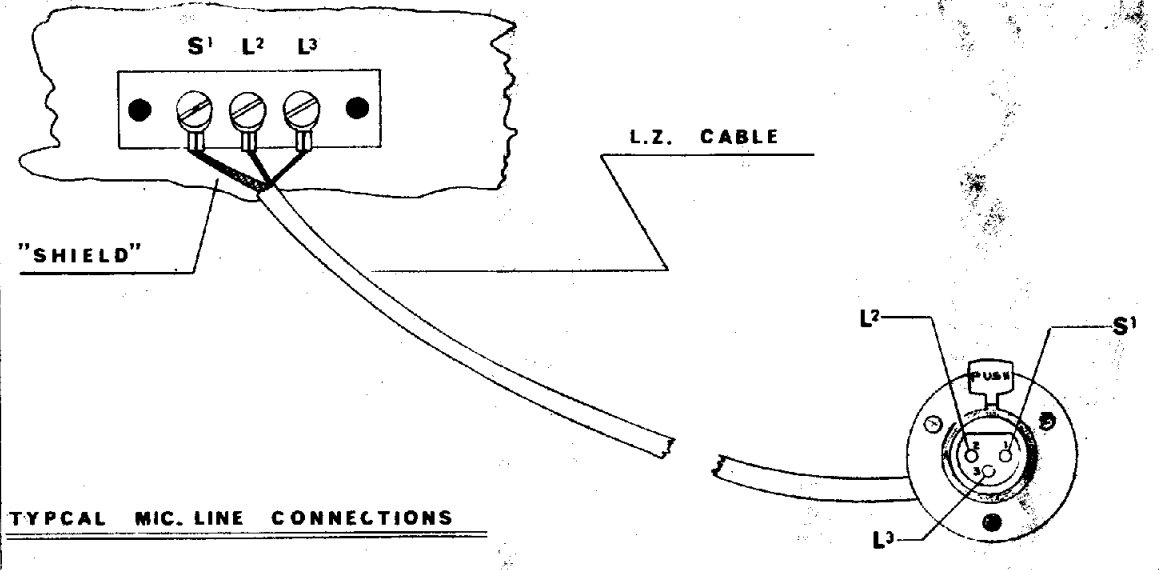 S¹ L² L³
L.Z. CABLE
"SHIELD"
L² S¹
PUSH
2 1
3
L³
TYPCAL MIC. LINE CONNECTIONS